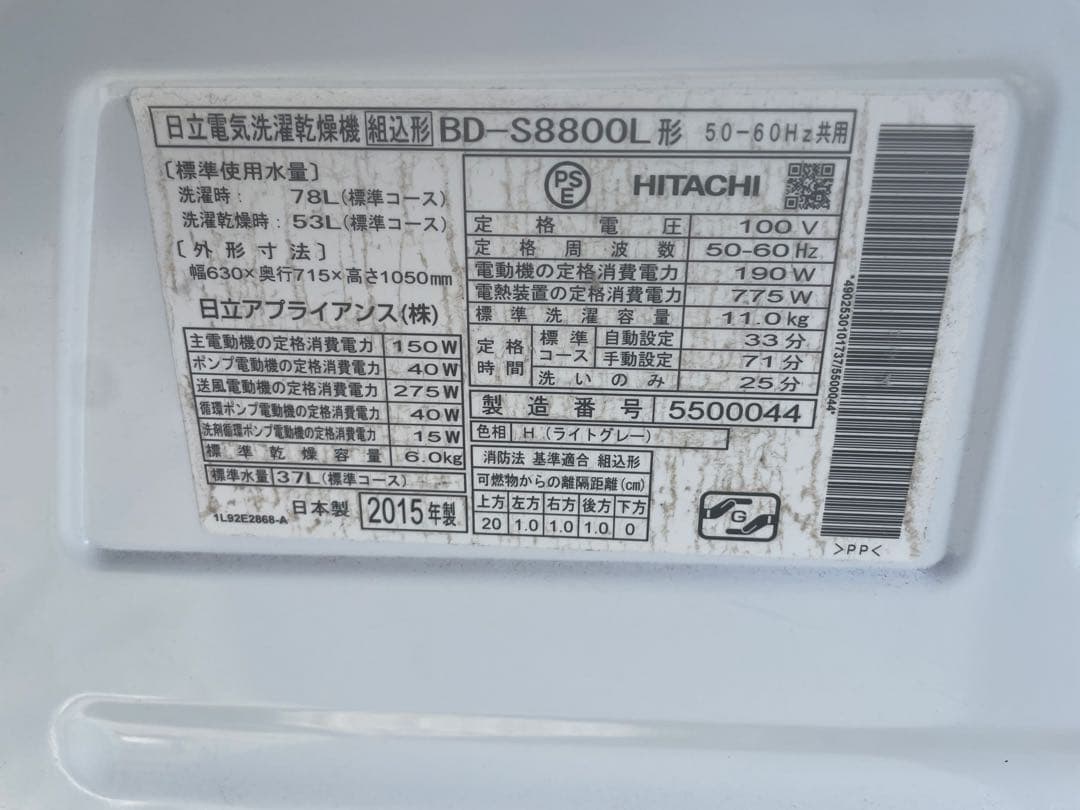 日立電気洗濯乾燥機 組込形 BD-S8800L形 50-60Hz共用
〔標準使用水量〕
洗濯時: 78L(標準コース)
洗濯乾燥時: 53L(標準コース)
〔外形寸法〕
幅630×奥行715×高さ1050mm
日立アプライアンス(株)
主電動機の定格消費電力 150W
ポンプ電動機の定格消費電力 40W
送風電動機の定格消費電力 275W
循環ポンプ電動機の定格消費電力 40W
洗剤循環ポンプ電動機の定格消費電力 15W
標準乾燥容量 6.0kg
標準水量 37L(標準コース)
1L92E2868-A 日本製 2015年製
PSE HITACHI
定格電圧 100V
定格周波数 50-60Hz
電動機の定格消費電力 190W
電熱装置の定格消費電力 775W
標準洗濯容量 11.0kg
定格時間 標準コース 自動設定 33分
手動設定 71分
洗いのみ 25分
製造番号 5500044
色相 H(ライトグレー)
消防法 基準適合 組込形
可燃物からの離隔距離(cm)
上方 左方 右方 後方 下方
20 1.0 1.0 1.0 0
G
*4902530101737/5500044*
>PP<